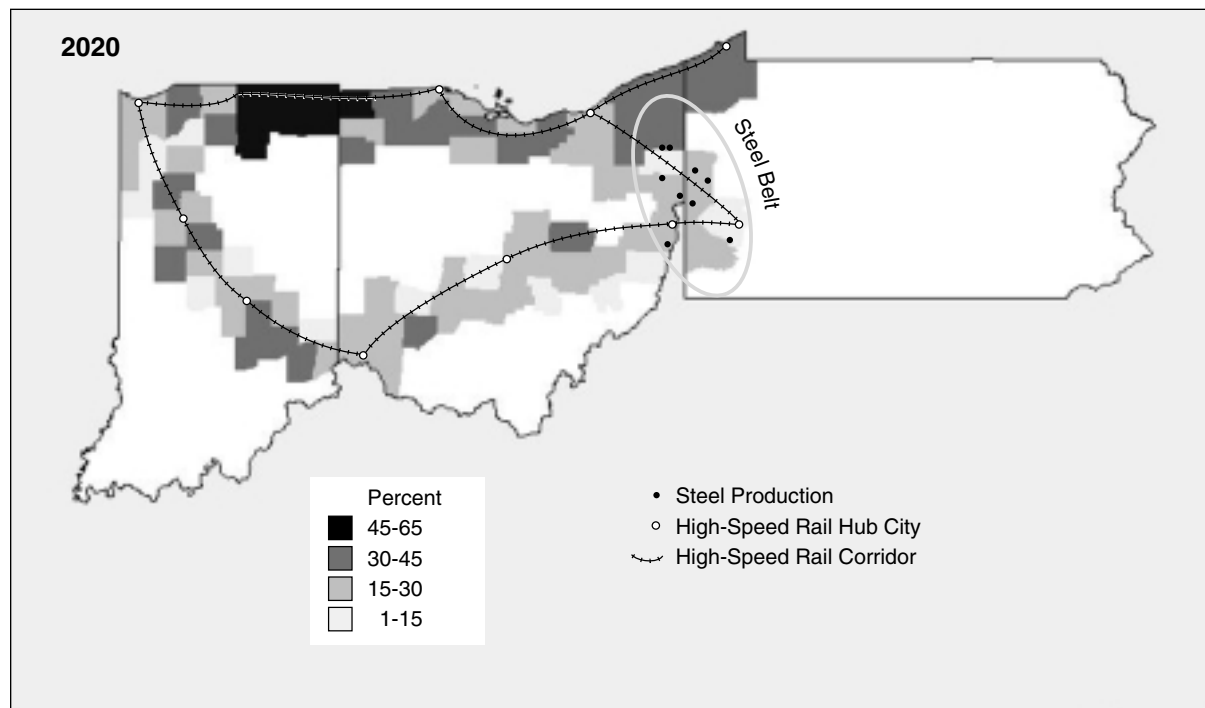 2020
Steel Belt
Percent
45-65
30-45
15-30
1-15
Steel Production
High-Speed Rail Hub City
High-Speed Rail Corridor